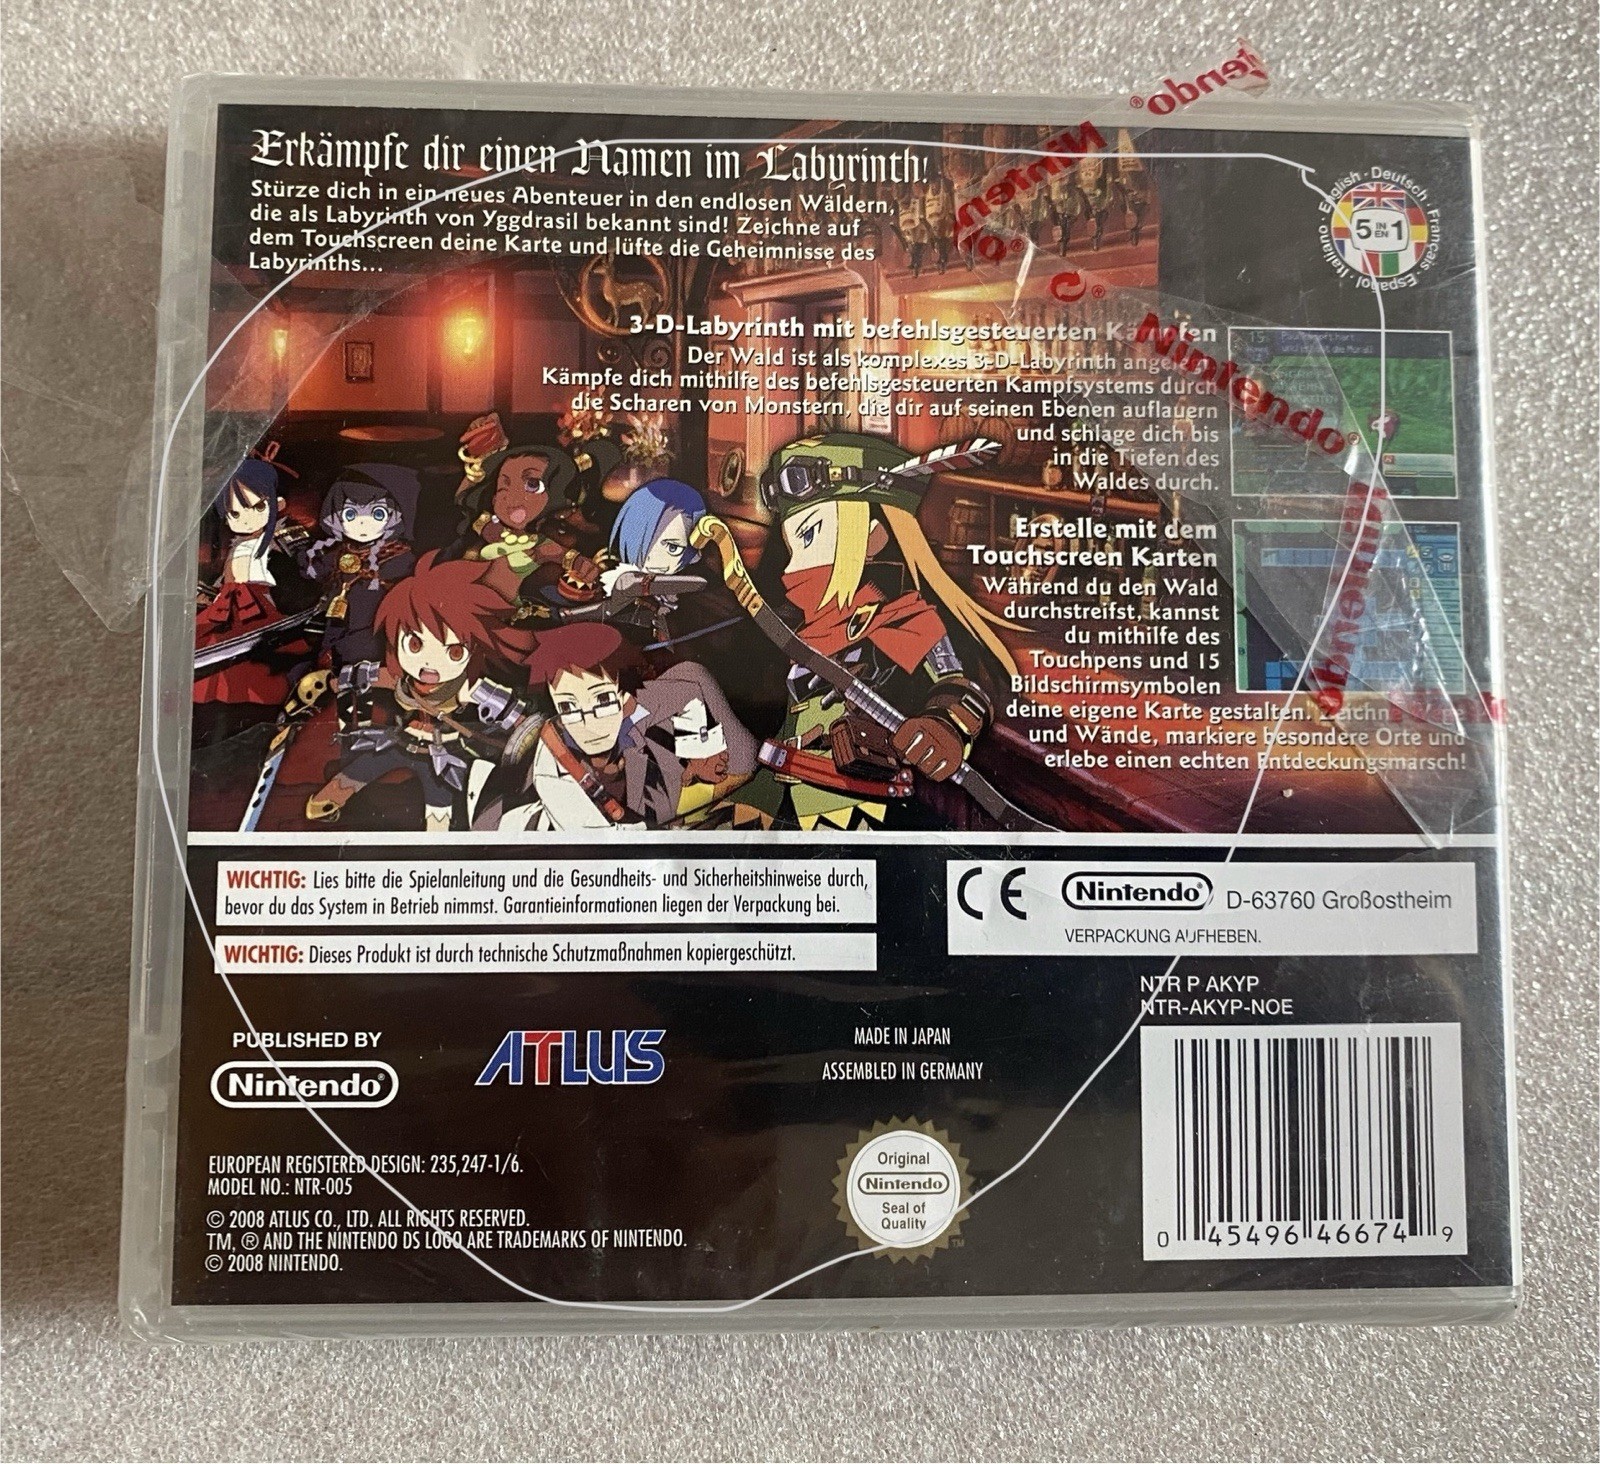 Erkämpfe dir einen Namen im Labyrinth!
Stürze dich in ein neues Abenteuer in den endlosen Wäldern,
die als Labyrinth von Yggdrasil bekannt sind! Zeichne auf
dem Touchscreen deine Karte und lüfte die Geheimnisse des
Labyrinths...
English · Deutsch · Français · Español · Italiano ·
5 IN EN 1
Nintendo®
Nintendo®
Nintendo®
3-D-Labyrinth mit befehlsgesteuerten Kämpfen
Der Wald ist als komplexes 3-D-Labyrinth
Kämpfe dich mithilfe des befehlsgesteuerten Kampfsystems durch
die Scharen von Monstern, die dir auf seinen Ebenen auflauern
und schlage dich bis
in die Tiefen des
Waldes durch.
Erstelle mit dem
Touchscreen Karten
Während du den Wald
durchstreifst, kannst
du mithilfe des
Touchpens und 15
Bildschirmsymbolen
deine eigene Karte gestalten. Zeichne
und Wände, markiere besondere Orte und
erlebe einen echten Entdeckungsmarsch!
WICHTIG: Lies bitte die Spielanleitung und die Gesundheits- und Sicherheitshinweise durch,
bevor du das System in Betrieb nimmst. Garantieinformationen liegen der Verpackung bei.
WICHTIG: Dieses Produkt ist durch technische Schutzmaßnahmen kopiergeschützt.
CE Nintendo® D-63760 Großostheim
VERPACKUNG AUFHEBEN.
NTR P AKYP
NTR-AKYP-NOE
PUBLISHED BY
Nintendo®
ATLUS
MADE IN JAPAN
ASSEMBLED IN GERMANY
Original
Nintendo
Seal of
Quality
TM
EUROPEAN REGISTERED DESIGN: 235,247-1/6.
MODEL NO.: NTR-005
© 2008 ATLUS CO., LTD. ALL RIGHTS RESERVED.
TM, ® AND THE NINTENDO DS LOGO ARE TRADEMARKS OF NINTENDO.
© 2008 NINTENDO.
0 45496 46674 9